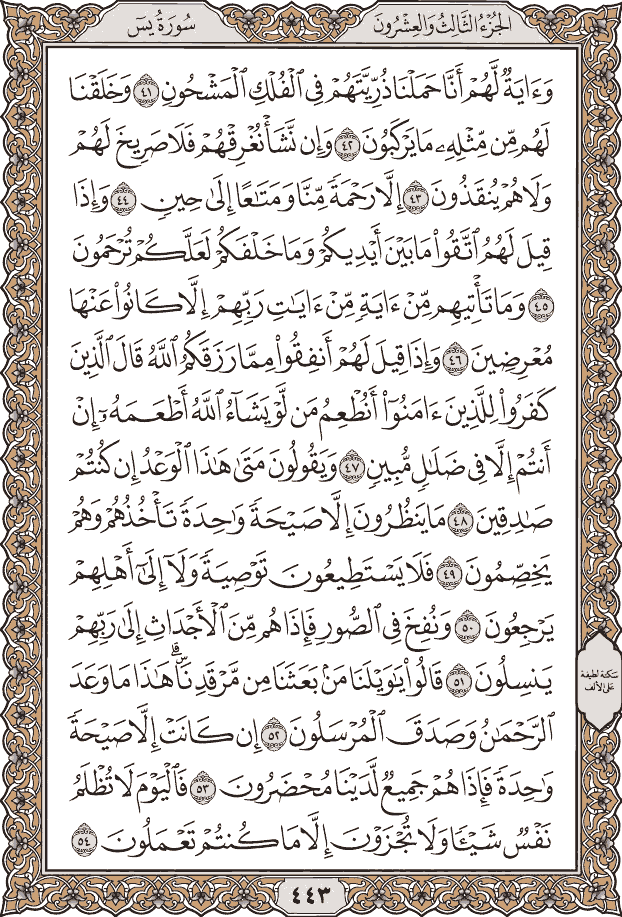 الجُزْءُ الثَّالِثُ وَالعِشْرُونَ
سُورَةُ يسٓ
وَءَايَةٞ لَّهُمۡ أَنَّا حَمَلۡنَا ذُرِّيَّتَهُمۡ فِي ٱلۡفُلۡكِ ٱلۡمَشۡحُونِ ٤١ وَخَلَقۡنَا
لَهُم مِّن مِّثۡلِهِۦ مَا يَرۡكَبُونَ ٤٢ وَإِن نَّشَأۡ نُغۡرِقۡهُمۡ فَلَا صَرِيخَ لَهُمۡ
وَلَا هُمۡ يُنقَذُونَ ٤٣ إِلَّا رَحۡمَةٗ مِّنَّا وَمَتَٰعًا إِلَىٰ حِينٖ ٤٤ وَإِذَا
قِيلَ لَهُمُ ٱتَّقُواْ مَا بَيۡنَ أَيۡدِيكُمۡ وَمَا خَلۡفَكُمۡ لَعَلَّكُمۡ تُرۡحَمُونَ
٤٥ وَمَا تَأۡتِيهِم مِّنۡ ءَايَةٖ مِّنۡ ءَايَٰتِ رَبِّهِمۡ إِلَّا كَانُواْ عَنۡهَا
مُعۡرِضِينَ ٤٦ وَإِذَا قِيلَ لَهُمۡ أَنفِقُواْ مِمَّا رَزَقَكُمُ ٱللَّهُ قَالَ ٱلَّذِينَ
كَفَرُواْ لِلَّذِينَ ءَامَنُوٓاْ أَنُطۡعِمُ مَن لَّوۡ يَشَآءُ ٱللَّهُ أَطۡعَمَهُۥٓ إِنۡ
أَنتُمۡ إِلَّا فِي ضَلَٰلٖ مُّبِينٖ ٤٧ وَيَقُولُونَ مَتَىٰ هَٰذَا ٱلۡوَعۡدُ إِن كُنتُمۡ
صَٰدِقِينَ ٤٨ مَا يَنظُرُونَ إِلَّا صَيۡحَةٗ وَٰحِدَةٗ تَأۡخُذُهُمۡ وَهُمۡ
يَخِصِّمُونَ ٤٩ فَلَا يَسۡتَطِيعُونَ تَوۡصِيَةٗ وَلَآ إِلَىٰٓ أَهۡلِهِمۡ
يَرۡجِعُونَ ٥٠ وَنُفِخَ فِي ٱلصُّورِ فَإِذَا هُم مِّنَ ٱلۡأَجۡدَاثِ إِلَىٰ رَبِّهِمۡ
يَنسِلُونَ ٥١ قَالُواْ يَٰوَيۡلَنَا مَنۢ بَعَثَنَا مِن مَّرۡقَدِنَاۜۗ هَٰذَا مَا وَعَدَ
ٱلرَّحۡمَٰنُ وَصَدَقَ ٱلۡمُرۡسَلُونَ ٥٢ إِن كَانَتۡ إِلَّا صَيۡحَةٗ
وَٰحِدَةٗ فَإِذَا هُمۡ جَمِيعٞ لَّدَيۡنَا مُحۡضَرُونَ ٥٣ فَٱلۡيَوۡمَ لَا تُظۡلَمُ
نَفۡسٞ شَيۡـٔٗا وَلَا تُجۡزَوۡنَ إِلَّا مَا كُنتُمۡ تَعۡمَلُونَ ٥٤
سكتة لطيفة
على الألف
٤٤٣